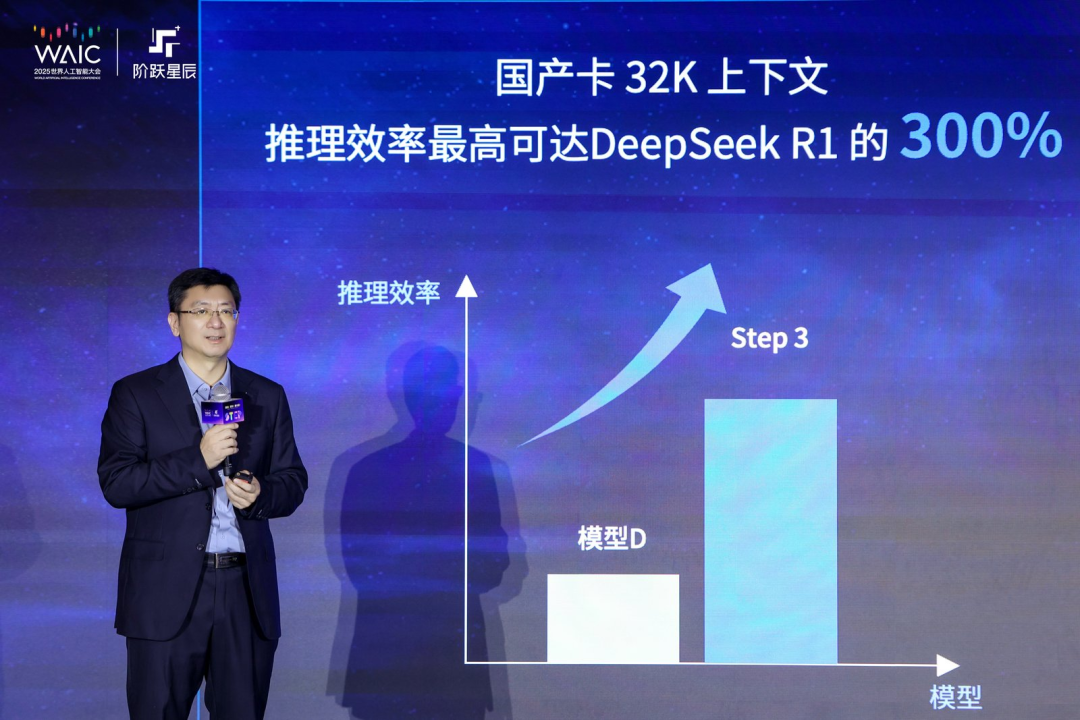 WAIC
2025世界人工智能大会
WORLD ARTIFICIAL INTELLIGENCE CONFERENCE
阶跃星辰
国产卡 32K 上下文
推理效率最高可达DeepSeek R1 的 300%
推理效率
Step 3
模型D
模型